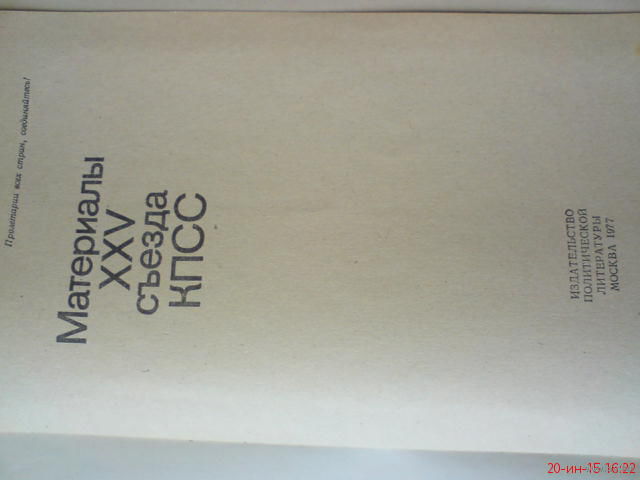 Пролетарии всех стран, соединяйтесь!
Материалы
XXV
съезда
КПСС
ИЗДАТЕЛЬСТВО
ПОЛИТИЧЕСКОЙ
ЛИТЕРАТУРЫ
МОСКВА 1977
20-ин-15 16:22